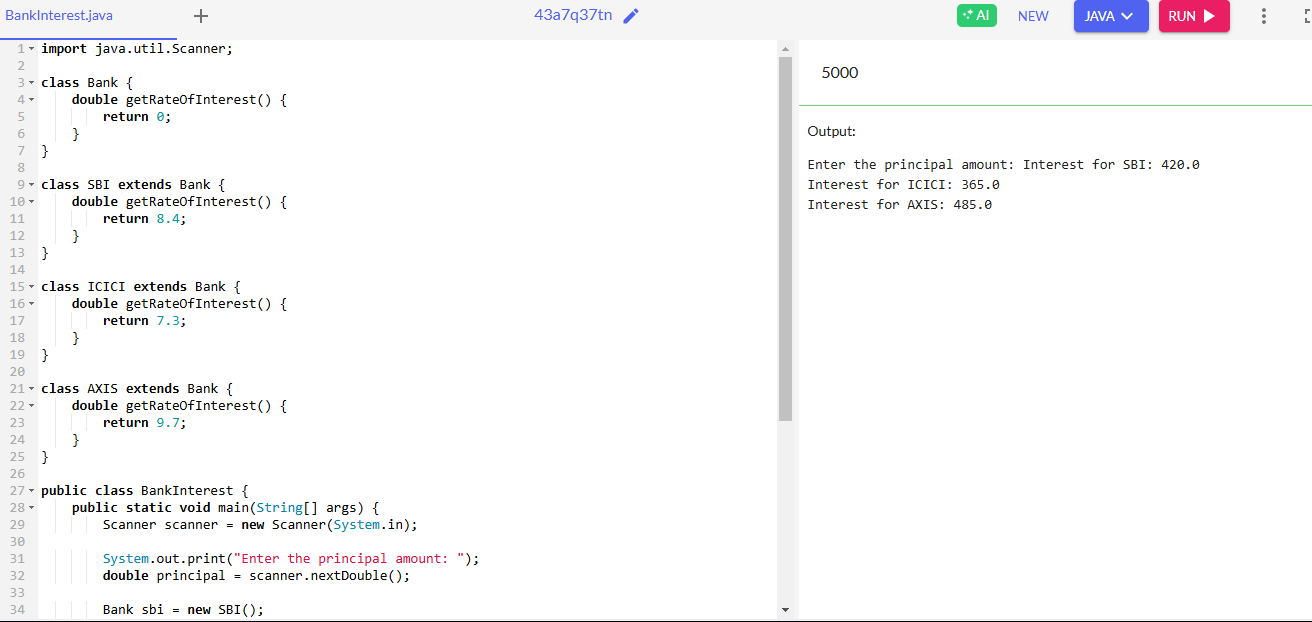 BankInterest.java + 43a7q37tn AI NEW JAVA RUN
1 import java.util.Scanner;
2
3 class Bank {
4     double getRateOfInterest() {
5         return 0;
6     }
7 }
8
9 class SBI extends Bank {
10     double getRateOfInterest() {
11         return 8.4;
12     }
13 }
14
15 class ICICI extends Bank {
16     double getRateOfInterest() {
17         return 7.3;
18     }
19 }
20
21 class AXIS extends Bank {
22     double getRateOfInterest() {
23         return 9.7;
24     }
25 }
26
27 public class BankInterest {
28     public static void main(String[] args) {
29         Scanner scanner = new Scanner(System.in);
30
31         System.out.print("Enter the principal amount: ");
32         double principal = scanner.nextDouble();
33
34         Bank sbi = new SBI();
5000
Output:
Enter the principal amount: Interest for SBI: 420.0
Interest for ICICI: 365.0
Interest for AXIS: 485.0